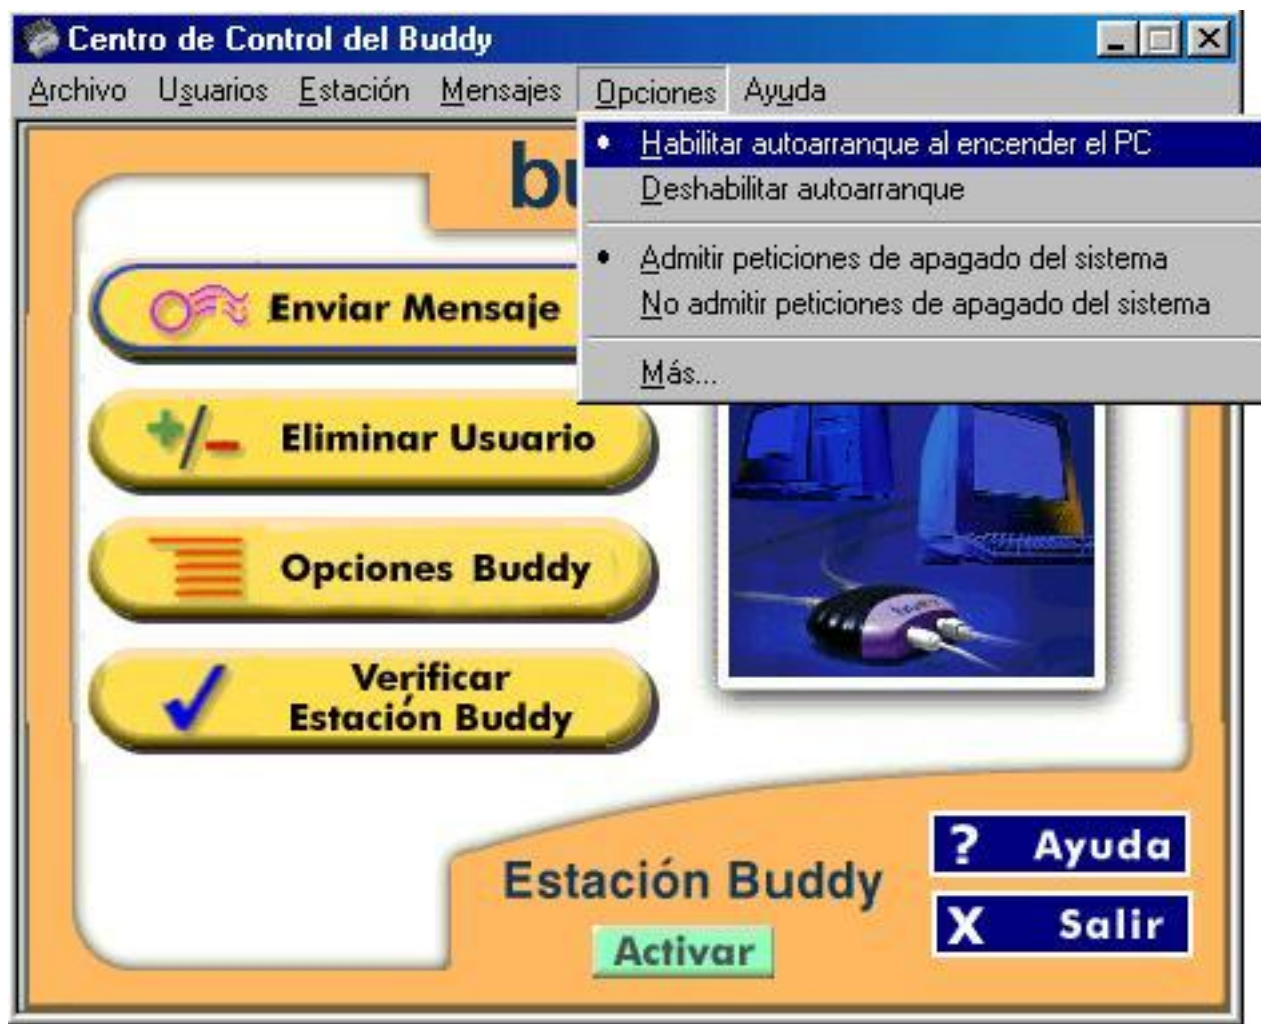 Centro de Control del Buddy
Archivo Usuarios Estación Mensajes Opciones Ayuda
Habilitar autoarranque al encender el PC
Deshabilitar autoarranque
Admitir peticiones de apagado del sistema
No admitir peticiones de apagado del sistema
Más...
Enviar Mensaje
Eliminar Usuario
Opciones Buddy
Verificar
Estación Buddy
Estación Buddy
Activar
? Ayuda
X Salir